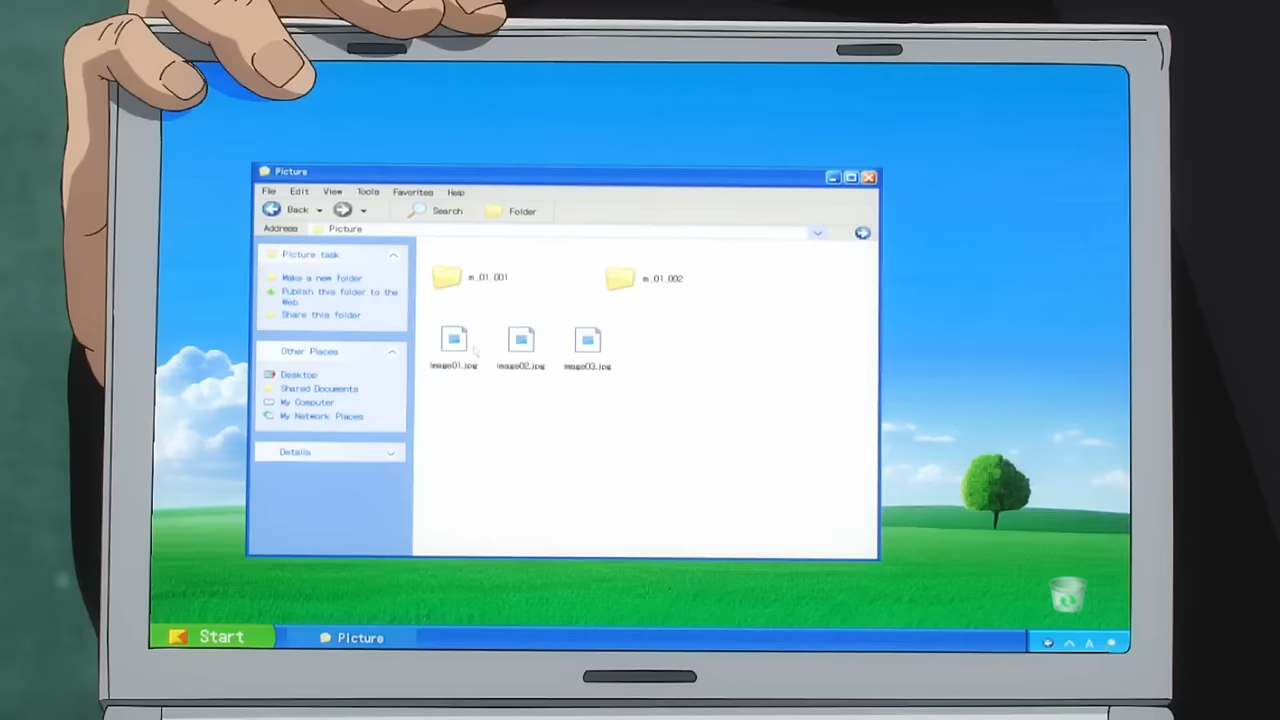 Picture
File Edit View Tools Favorites Help
Back Search Folder
Address Picture
Picture task
Make a new folder
Publish this folder to the
Web
Share this folder
Other Places
Desktop
Shared Documents
My Computer
My Network Places
Details
m_01_001 m_01_002
image01.jpg image02.jpg image03.jpg
Start Picture A